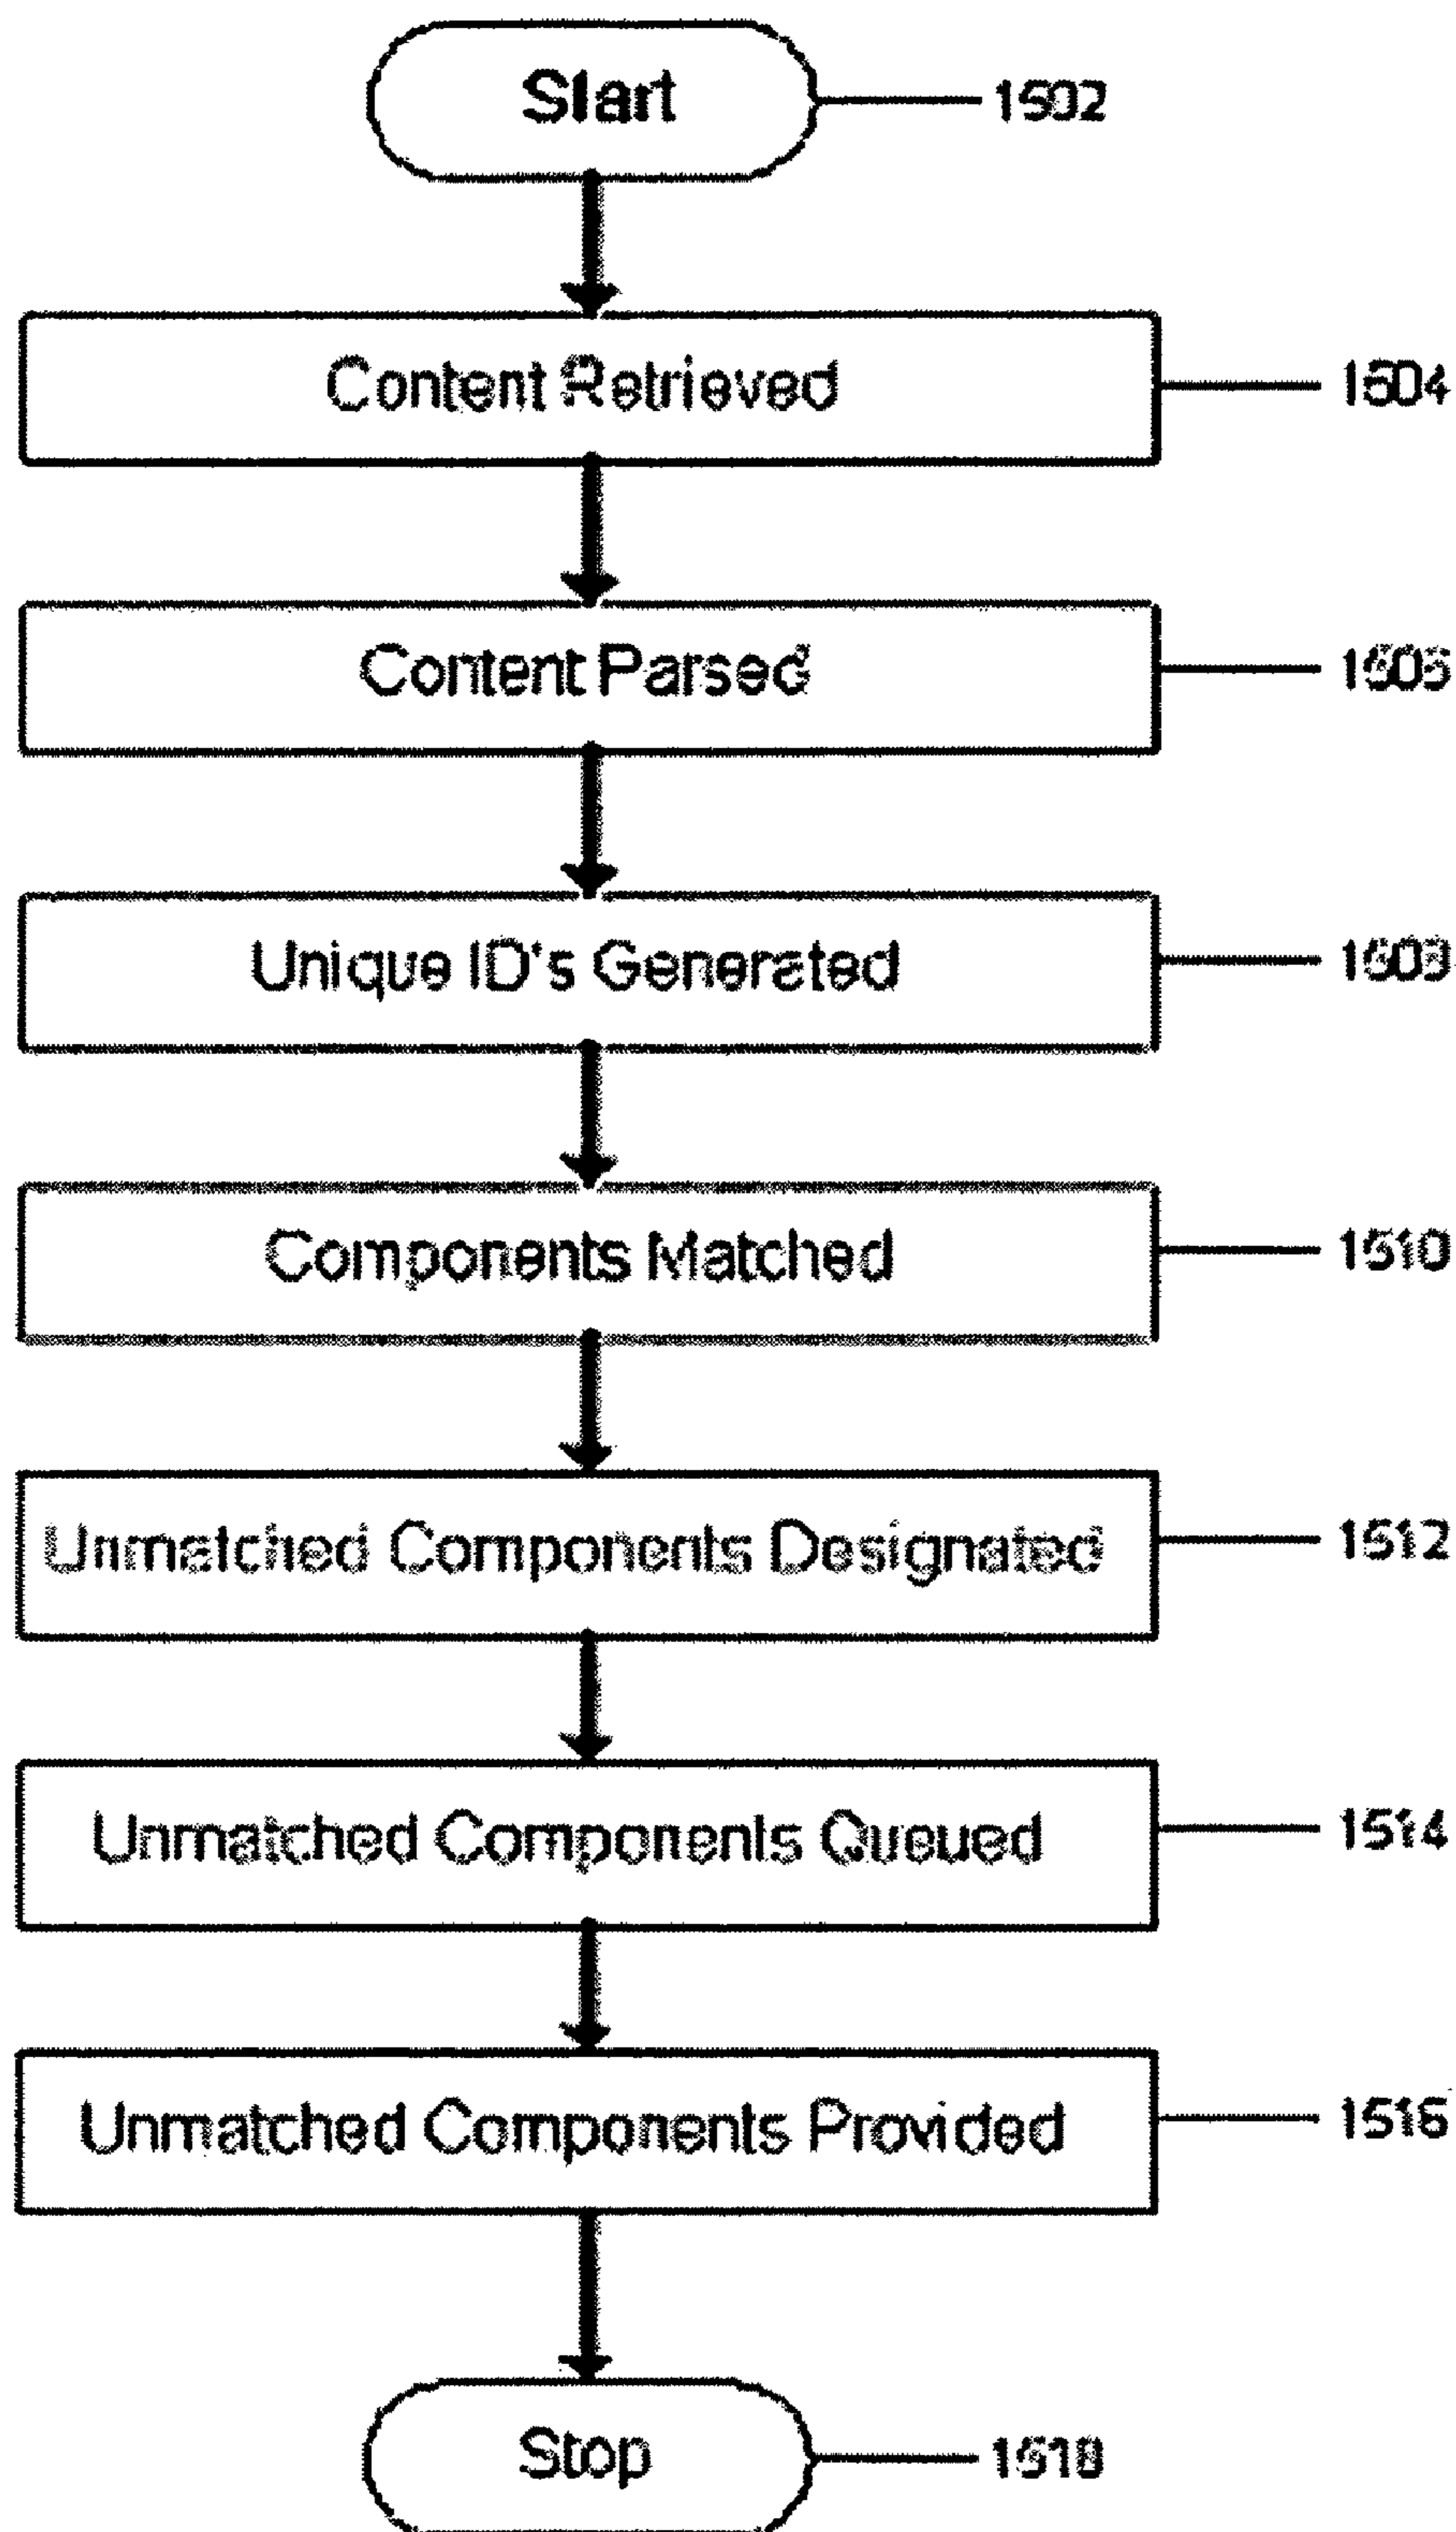 Start
1502
Content Retrieved
1504
Content Parsed
1506
Unique ID's Generated
1508
Components Matched
1510
Unmatched Components Designated
1512
Unmatched Components Queued
1514
Unmatched Components Provided
1516
Stop
1518